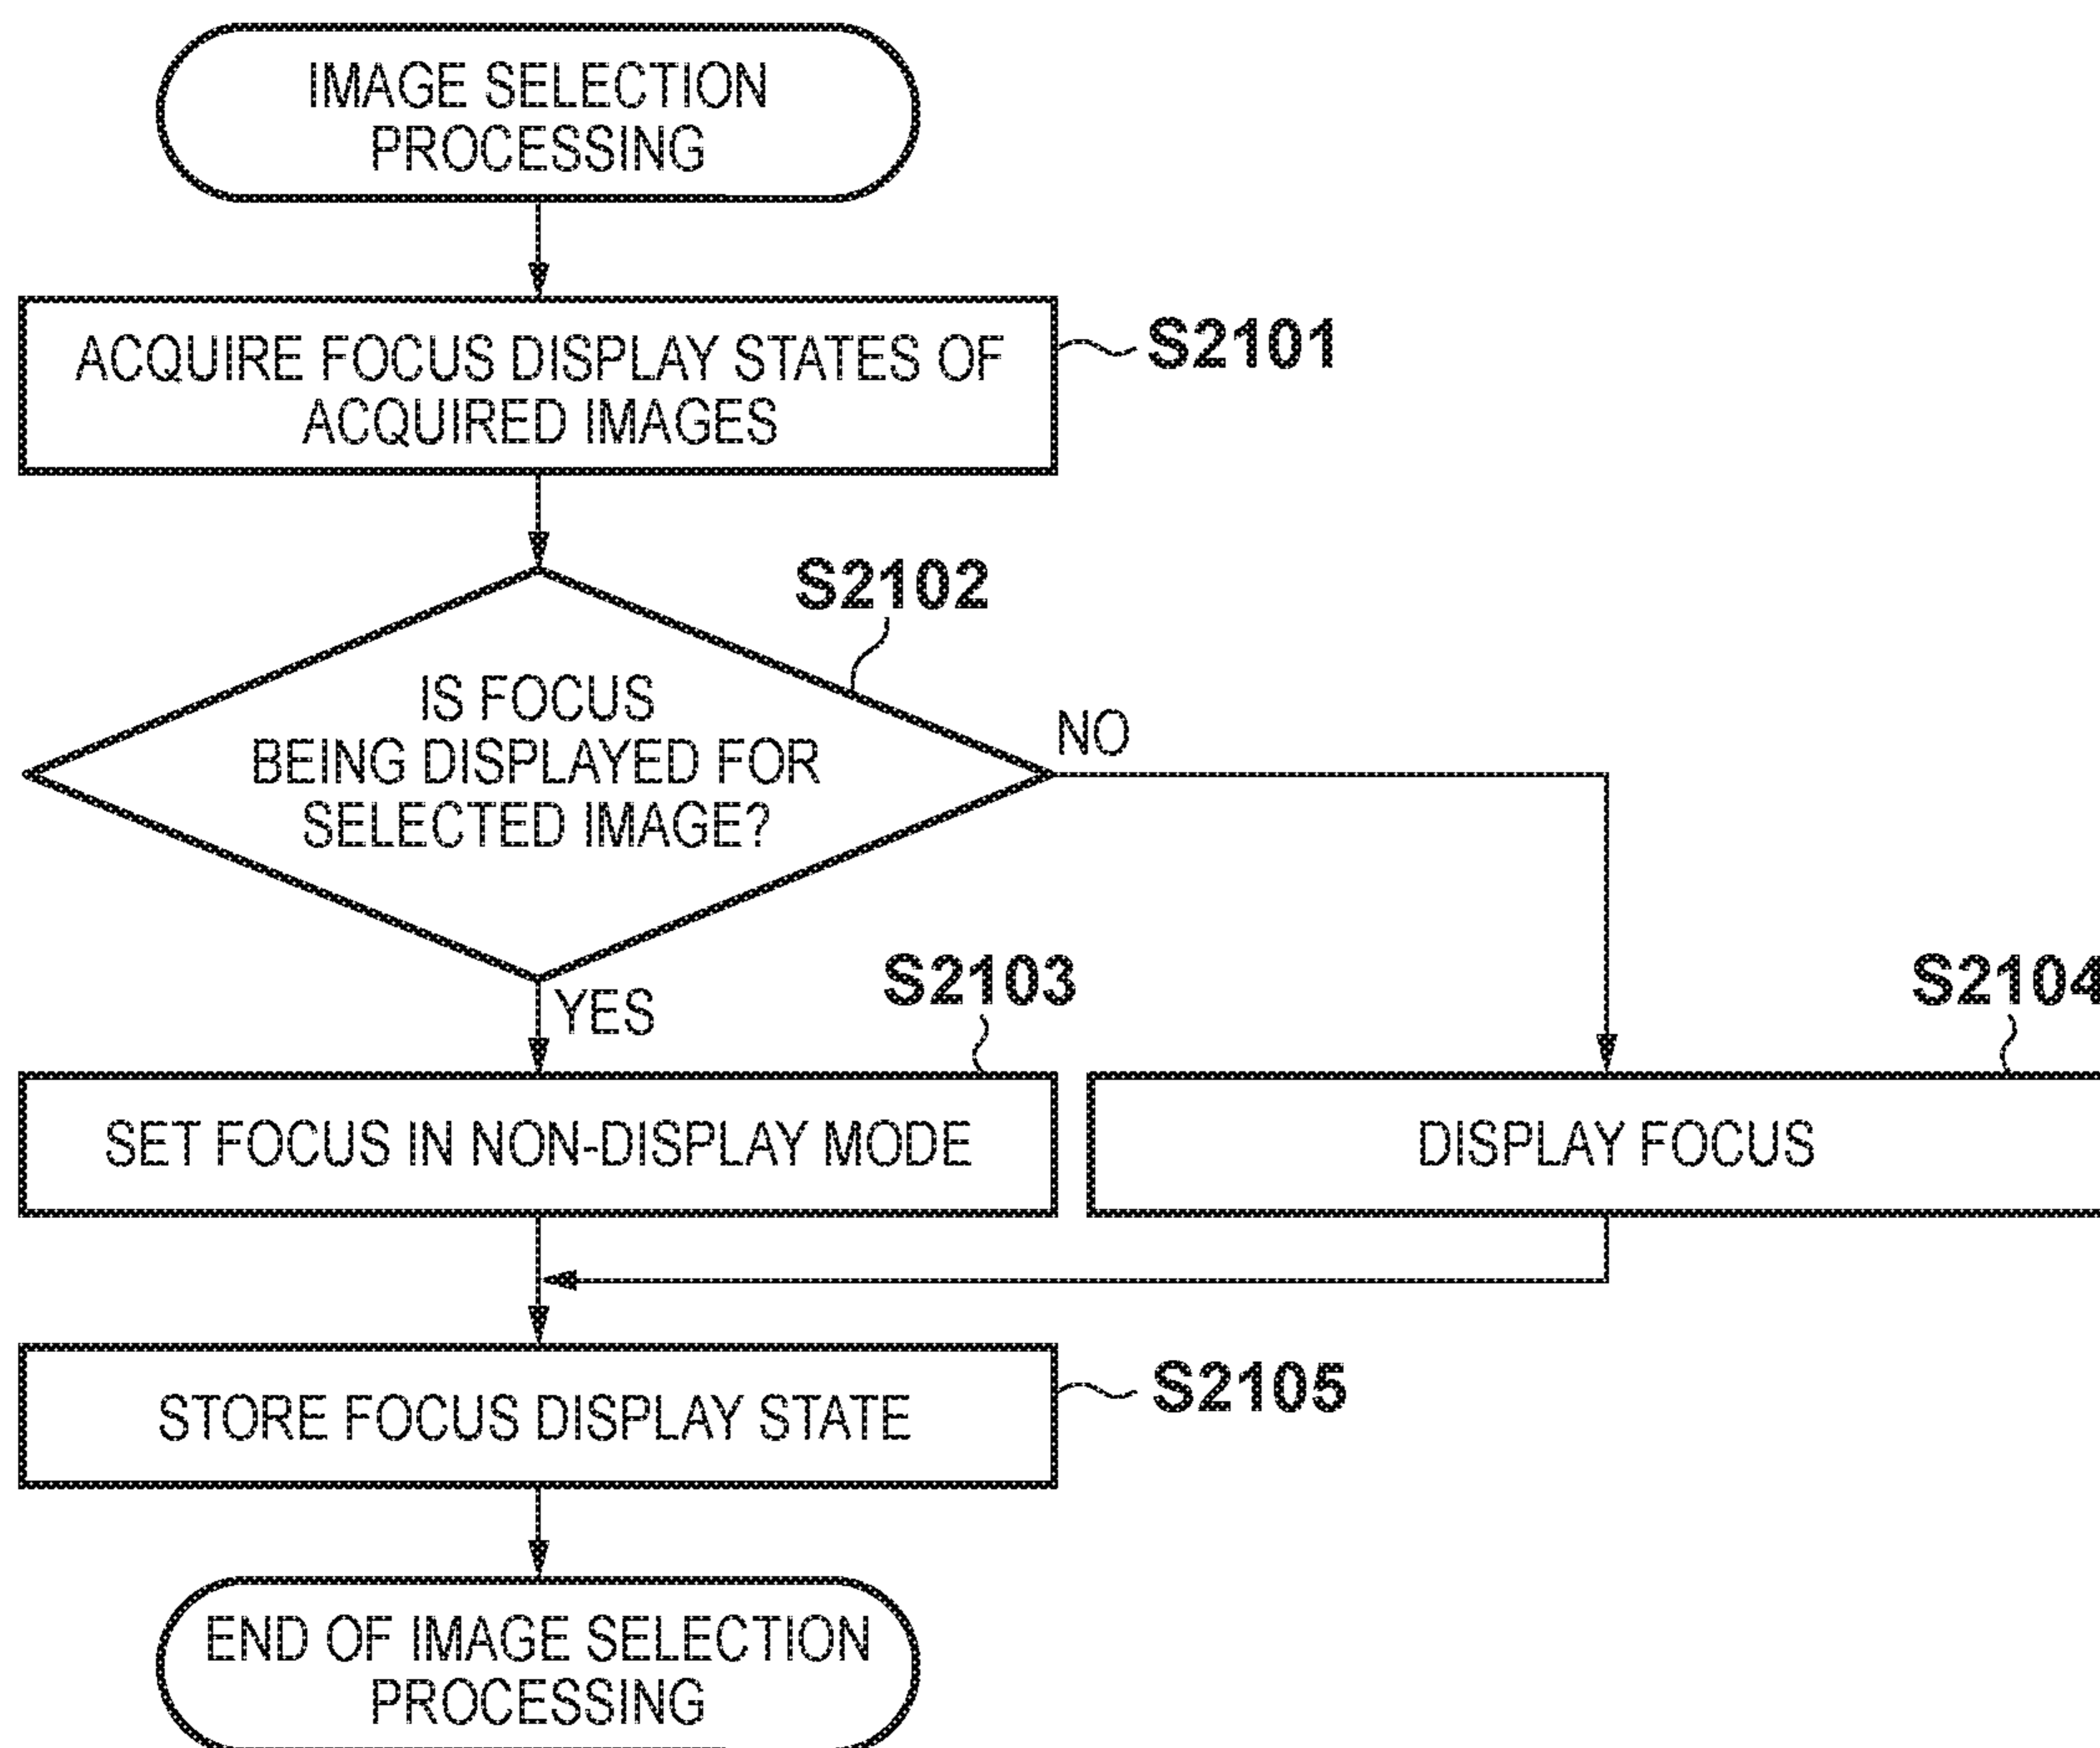 IMAGE SELECTION
PROCESSING
ACQUIRE FOCUS DISPLAY STATES OF
ACQUIRED IMAGES
S2101
S2102
IS FOCUS
BEING DISPLAYED FOR
SELECTED IMAGE?
NO
YES
S2103
S2104
SET FOCUS IN NON-DISPLAY MODE
DISPLAY FOCUS
STORE FOCUS DISPLAY STATE
S2105
END OF IMAGE SELECTION
PROCESSING